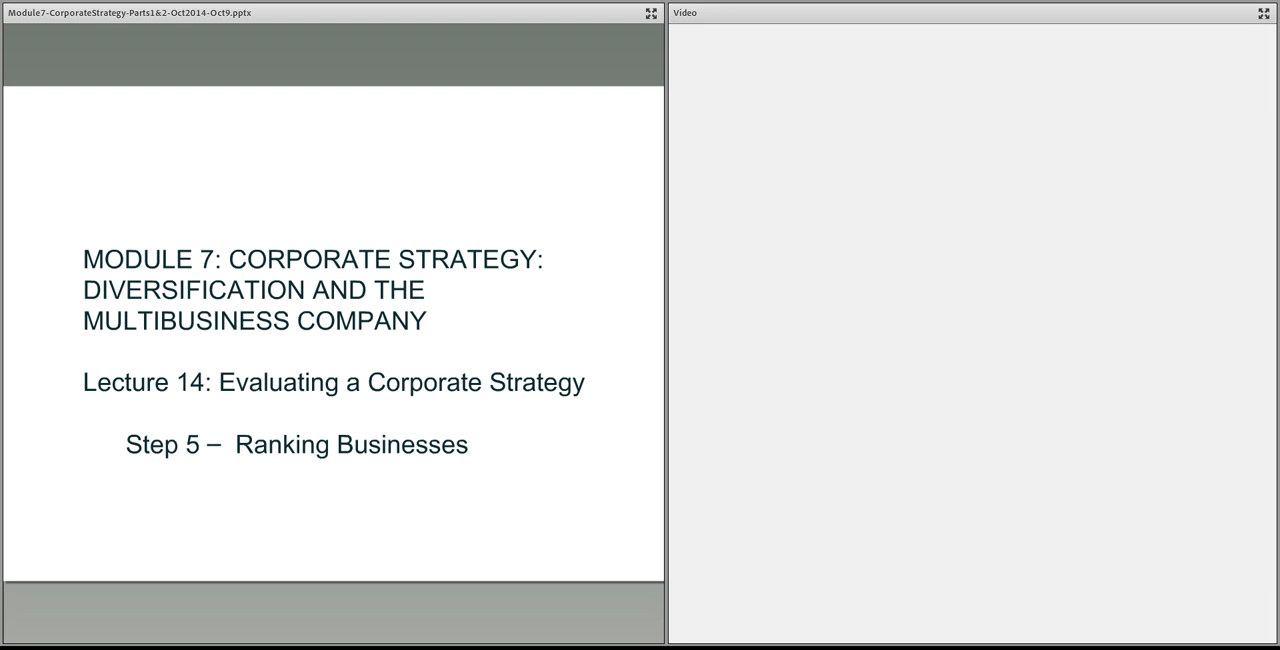 Module7-CorporateStrategy-Parts1&2-Oct2014-Oct9.pptx
Video
MODULE 7: CORPORATE STRATEGY:
DIVERSIFICATION AND THE
MULTIBUSINESS COMPANY
Lecture 14: Evaluating a Corporate Strategy
Step 5 – Ranking Businesses